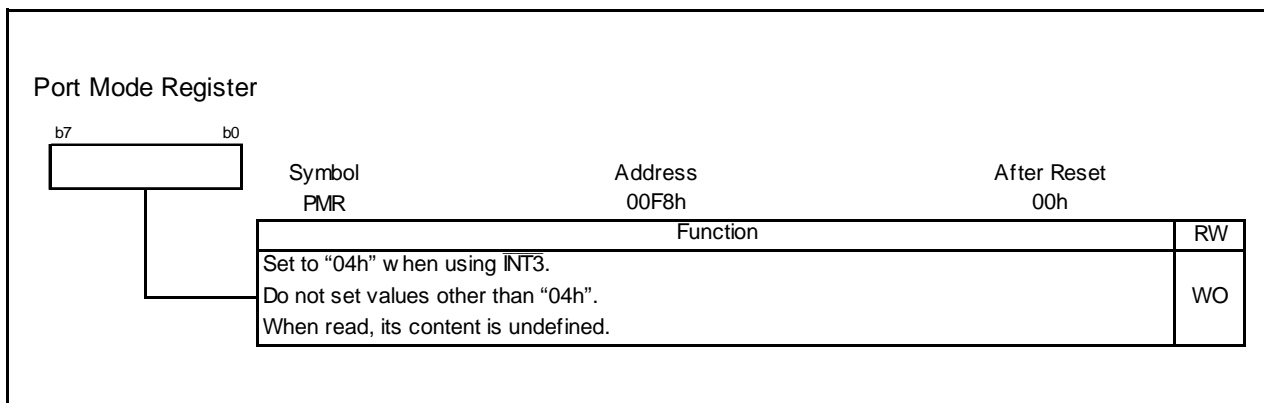 Port Mode Register
b7 b0
Symbol Address After Reset
PMR 00F8h 00h
Function RW
Set to “04h” when using I̅N̅T̅3̅.
Do not set values other than “04h”. WO
When read, its content is undefined.